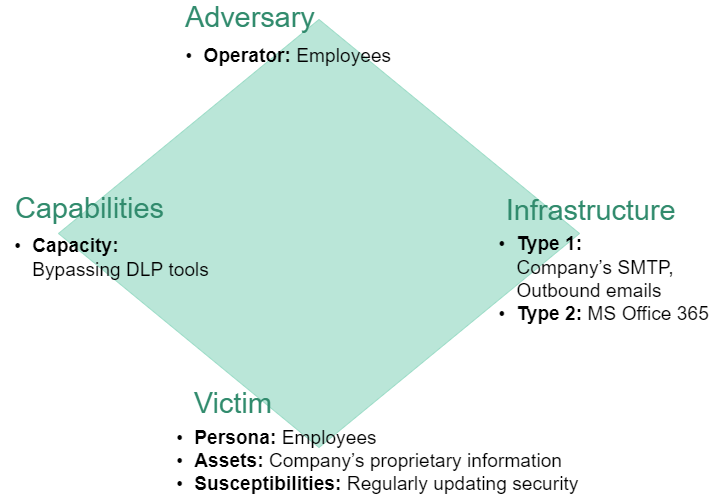 Adversary
• Operator: Employees
Capabilities
• Capacity:
Bypassing DLP tools
Infrastructure
• Type 1:
Company's SMTP,
Outbound emails
• Type 2: MS Office 365
Victim
• Persona: Employees
• Assets: Company's proprietary information
• Susceptibilities: Regularly updating security